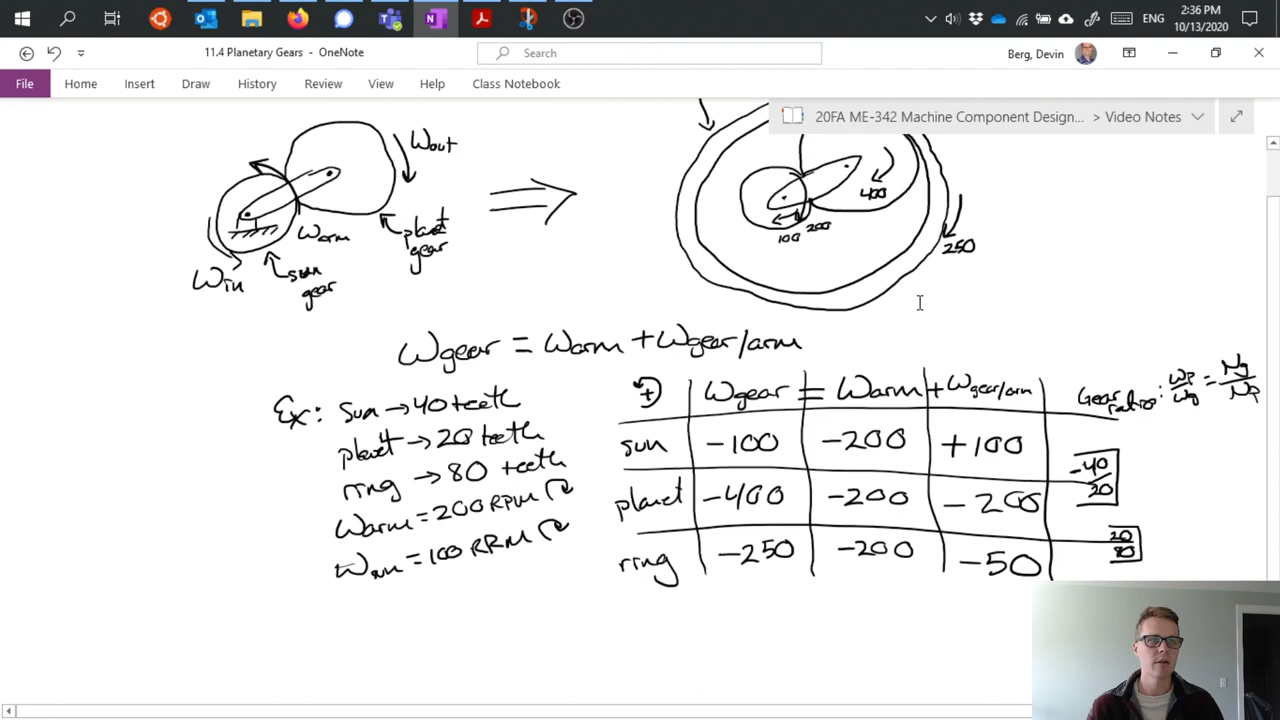 2:36 PM
ENG
10/13/2020
11.4 Planetary Gears - OneNote
Search
Berg, Devin
File Home Insert Draw History Review View Help Class Notebook
20FA ME-342 Machine Component Design... > Video Notes
Wout
Warm
planet
gear
Win
sun
gear
400
100 200
250
Wgear = Warm + Wgear/arm
Ex: sun → 40 teeth
planet → 20 teeth
ring → 80 teeth
Warm = 200 RPM
Wsun = 100 RPM
+ Wgear = Warm + Wgear/arm
Gear ratio: Wp/Wg = Ng/Np
sun -100 -200 +100
-40/20
planet -400 -200 -200
20/80
ring -250 -200 -50